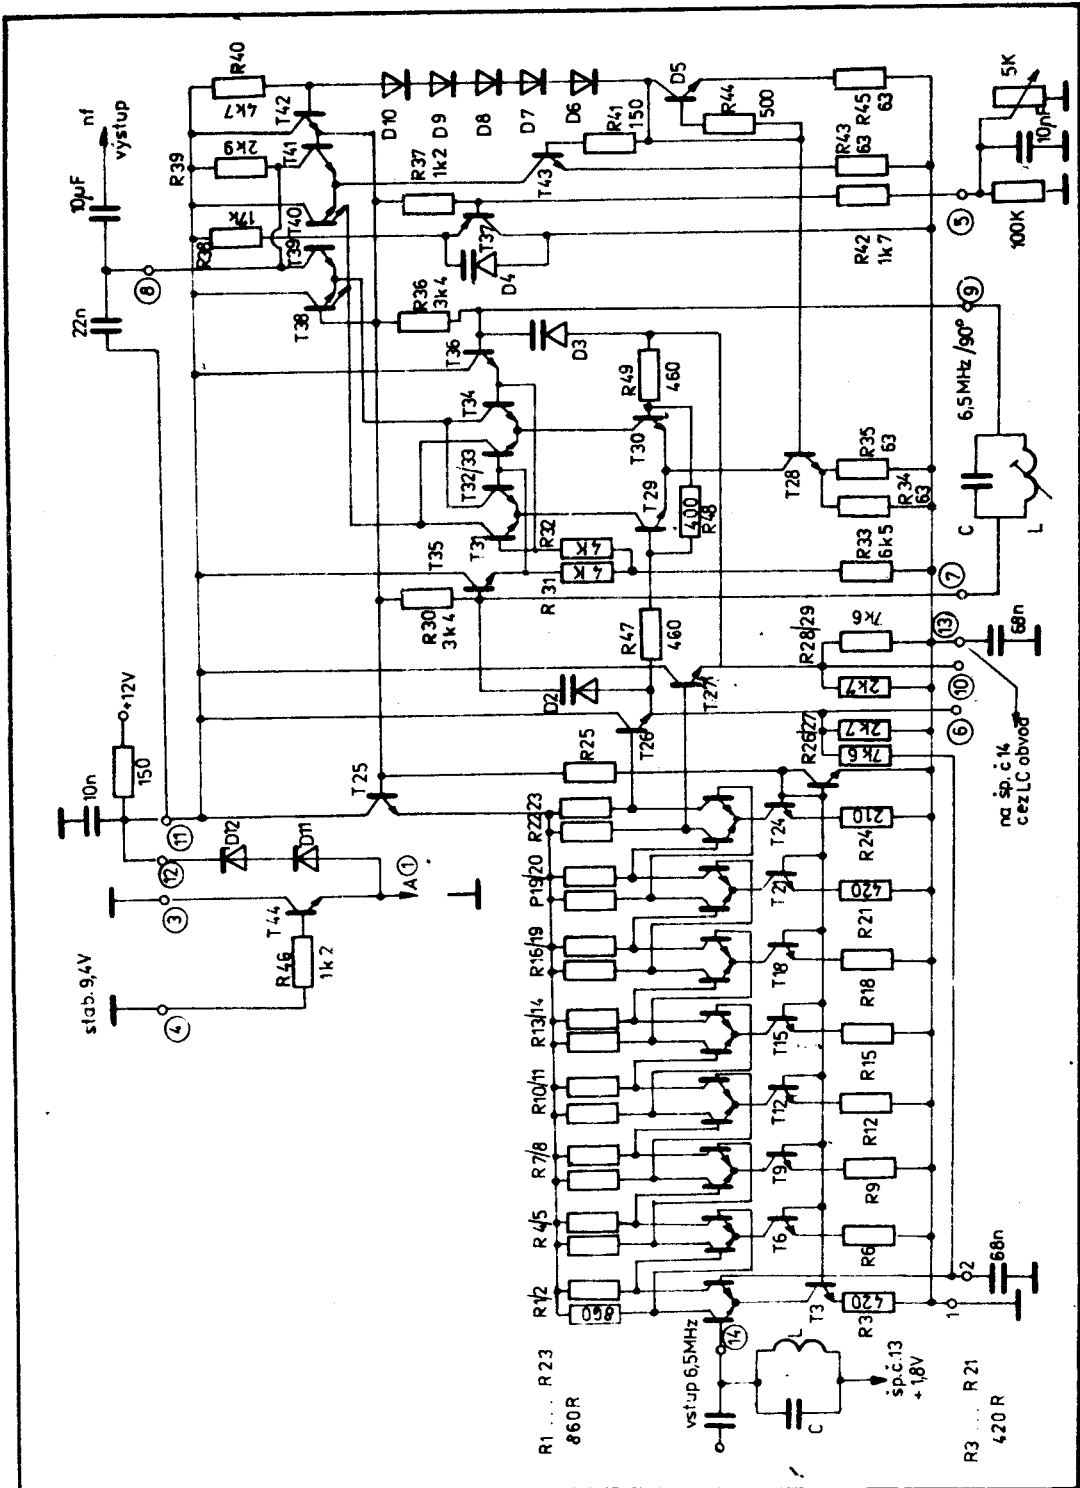 stab. 9,4V
10n
+12V
150
22n
10µF
nf
výstup
④
③
⑫
⑪
⑧
R46
1k2
T44
D12
D11
A①
T25
R30
3k4
R36
3k4
T38
T39
T40
T41
T42
R38
17k
R39
2k9
R40
4k7
R37
1k2
T37
D4
T43
R41
150
D10
D9
D8
D7
D6
D5
R44
500
R42
1k7
R43
63
R45
63
⑤
100K
10nF
5K
T35
T31
T32/33
T34
T36
D3
R32
4K
R31
4K
T30
T29
R49
460
R47
460
R48
400
D2
T26
T27
T28
R33
6k5
R34
63
R35
63
R28/29
7k6
2k7
R26/27
2k7
7k6
⑥
⑩
⑬
⑦
⑨
68n
6,5MHz/90°
C
L
na šp. č 14
cez LC obvod
R1 ... R23
860R
R1/2
860
R4/5
R7/8
R10/11
R13/14
R16/19
P19/20
R22/23
R25
vstup 6,5MHz
⑭
C
L
šp.č.13
+1,8V
T3
T6
T9
T12
T15
T18
T21
T24
R3
420
R6
R9
R12
R15
R18
R21
420
R24
210
1
2
68n
R3 ... R21
420R